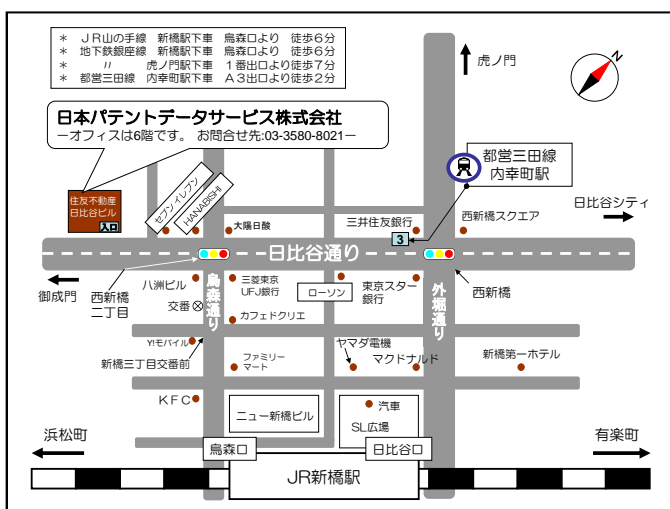 * ＪＲ山の手線 新橋駅下車 烏森口より 徒歩６分
* 地下鉄銀座線 新橋駅下車 烏森口より 徒歩６分
* 〃 虎ノ門駅下車 １番出口より徒歩７分
* 都営三田線 内幸町駅下車 Ａ３出口より徒歩２分
N
虎ノ門
日本パテントデータサービス株式会社
－オフィスは6階です。 お問合せ先:03-3580-8021－
都営三田線
内幸町駅
住友不動産
日比谷ビル
入口
セブンイレブン
HANABISHI
大陽日酸
三井住友銀行
3
西新橋スクエア
日比谷シティ
日比谷通り
御成門
西新橋
二丁目
八洲ビル
三菱東京
UFJ銀行
ローソン
東京スター
銀行
西新橋
烏森通り
外堀通り
交番
カフェドクリエ
Y!モバイル
新橋三丁目交番前
ファミリー
マート
ヤマダ電機
マクドナルド
新橋第一ホテル
ＫＦＣ
ニュー新橋ビル
汽車
SL広場
浜松町
烏森口
日比谷口
有楽町
JR新橋駅